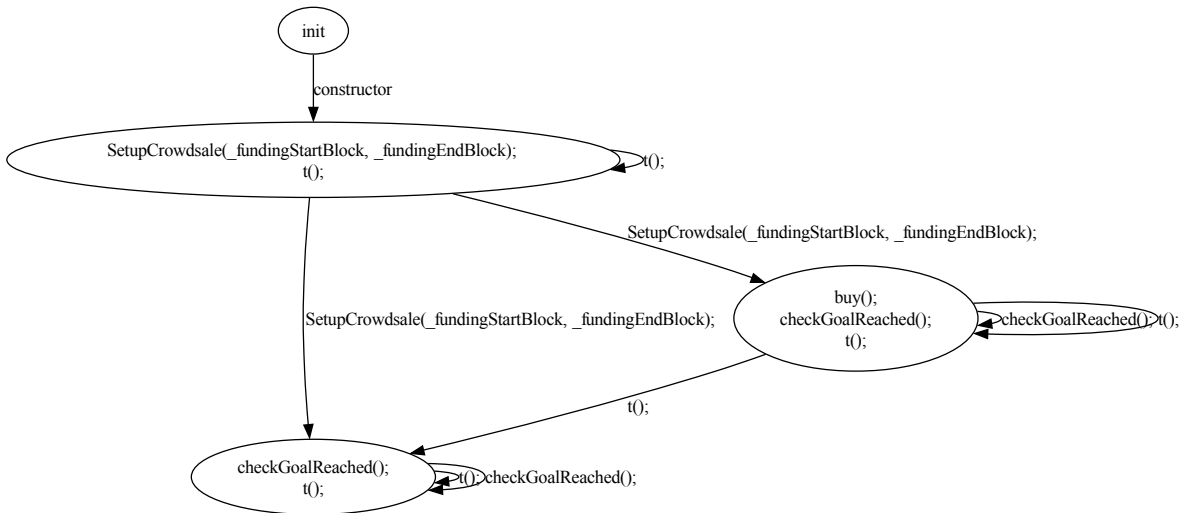 init
constructor
SetupCrowdsale(_fundingStartBlock, _fundingEndBlock);
t();
t();
SetupCrowdsale(_fundingStartBlock, _fundingEndBlock);
SetupCrowdsale(_fundingStartBlock, _fundingEndBlock);
buy();
checkGoalReached();
t();
checkGoalReached();
t();
t();
checkGoalReached();
t();
t();
checkGoalReached();